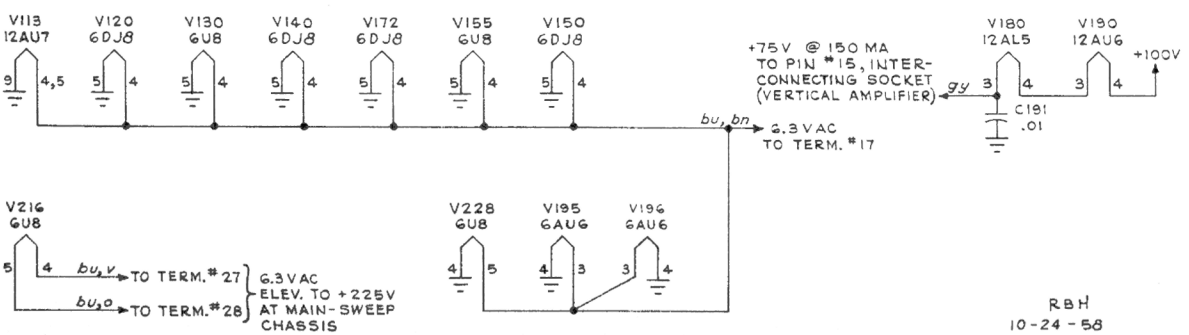 V113
12AU7
V120
6DJ8
V130
6U8
V140
6DJ8
V172
6DJ8
V155
6U8
V150
6DJ8
9
4,5
5
4
5
4
5
4
5
4
5
4
5
4
bu, bn
6.3 VAC
TO TERM. #17
+75V @ 150 MA
TO PIN #15, INTER-
CONNECTING SOCKET
(VERTICAL AMPLIFIER)
gy
V180
12AL5
V190
12AU6
+100V
3
4
3
4
C191
.01
V216
6U8
5
4
bu, v
TO TERM. #27
bu, o
TO TERM. #28
6.3 VAC
ELEV. TO +225V
AT MAIN-SWEEP
CHASSIS
V228
6U8
V195
6AU6
V196
6AU6
4
5
4
3
3
4
RBH
10-24-58